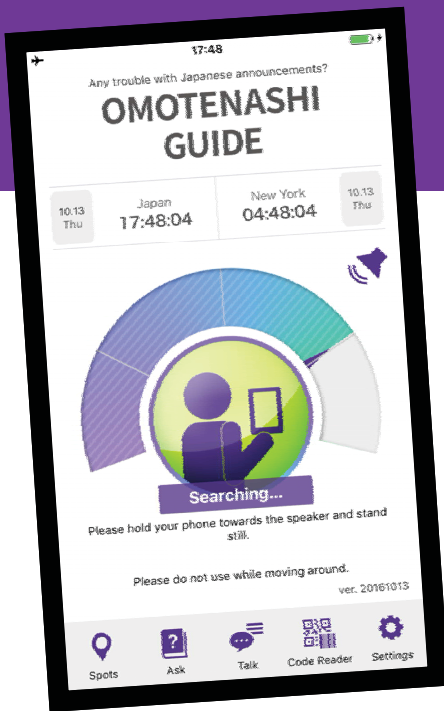 17:48
Any trouble with Japanese announcements?
OMOTENASHI
GUIDE
10.13
Thu
Japan
17:48:04
New York
04:48:04
10.13
Thu
Searching...
Please hold your phone towards the speaker and stand
still.
Please do not use while moving around.
ver. 20161013
?
Spots
Ask
Talk
Code Reader
Settings